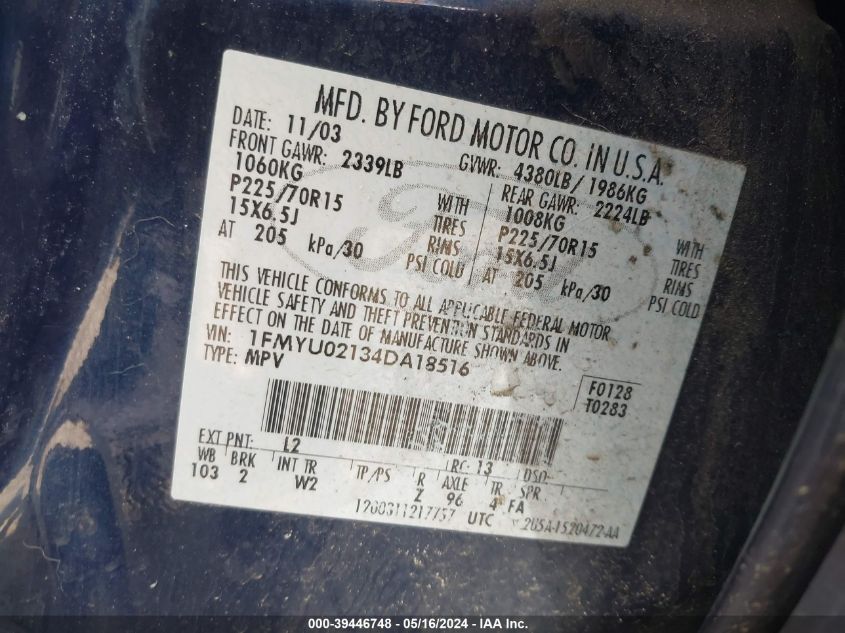 MFD. BY FORD MOTOR CO. IN U.S.A.
DATE: 11/03 GVWR: 4380LB/1986KG
FRONT GAWR: 2339LB REAR GAWR: 2224LB
1060KG WITH 1008KG WITH
P225/70R15 TIRES P225/70R15 TIRES
15X6.5J RIMS 15X6.5J RIMS
AT 205 kPa/30 PSI COLD AT 205 kPa/30 PSI COLD
THIS VEHICLE CONFORMS TO ALL APPLICABLE FEDERAL MOTOR
VEHICLE SAFETY AND THEFT PREVENTION STANDARDS IN
EFFECT ON THE DATE OF MANUFACTURE SHOWN ABOVE.
VIN: 1FMYU02134DA18516
TYPE: MPV
F0128
T0283
EXT PNT: L2 RC: 13 DSO:
WB BRK INT TR TP/PS R AXLE TR SPR
103 2 W2 Z 96 4 FA
UTC
000-39446748 - 05/16/2024 - IAA Inc.